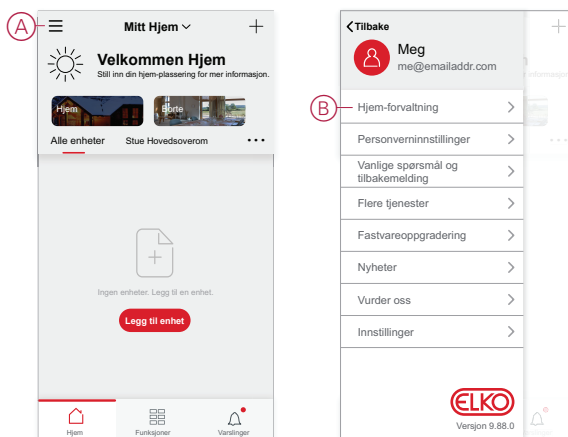 A
Mitt Hjem
Velkommen Hjem
Still inn din hjem-plassering for mer informasjon.
Hjem
Borte
Alle enheter
Stue Hovedsoverom
Ingen enheter. Legg til en enhet.
Legg til enhet
Hjem
Funksjoner
Varslinger
Tilbake
Meg
me@emailaddr.com
B
Hjem-forvaltning
Personverninnstillinger
Vanlige spørsmål og
tilbakemelding
Flere tjenester
Fastvareoppgradering
Nyheter
Vurder oss
Innstillinger
ELKO
Versjon 9.88.0